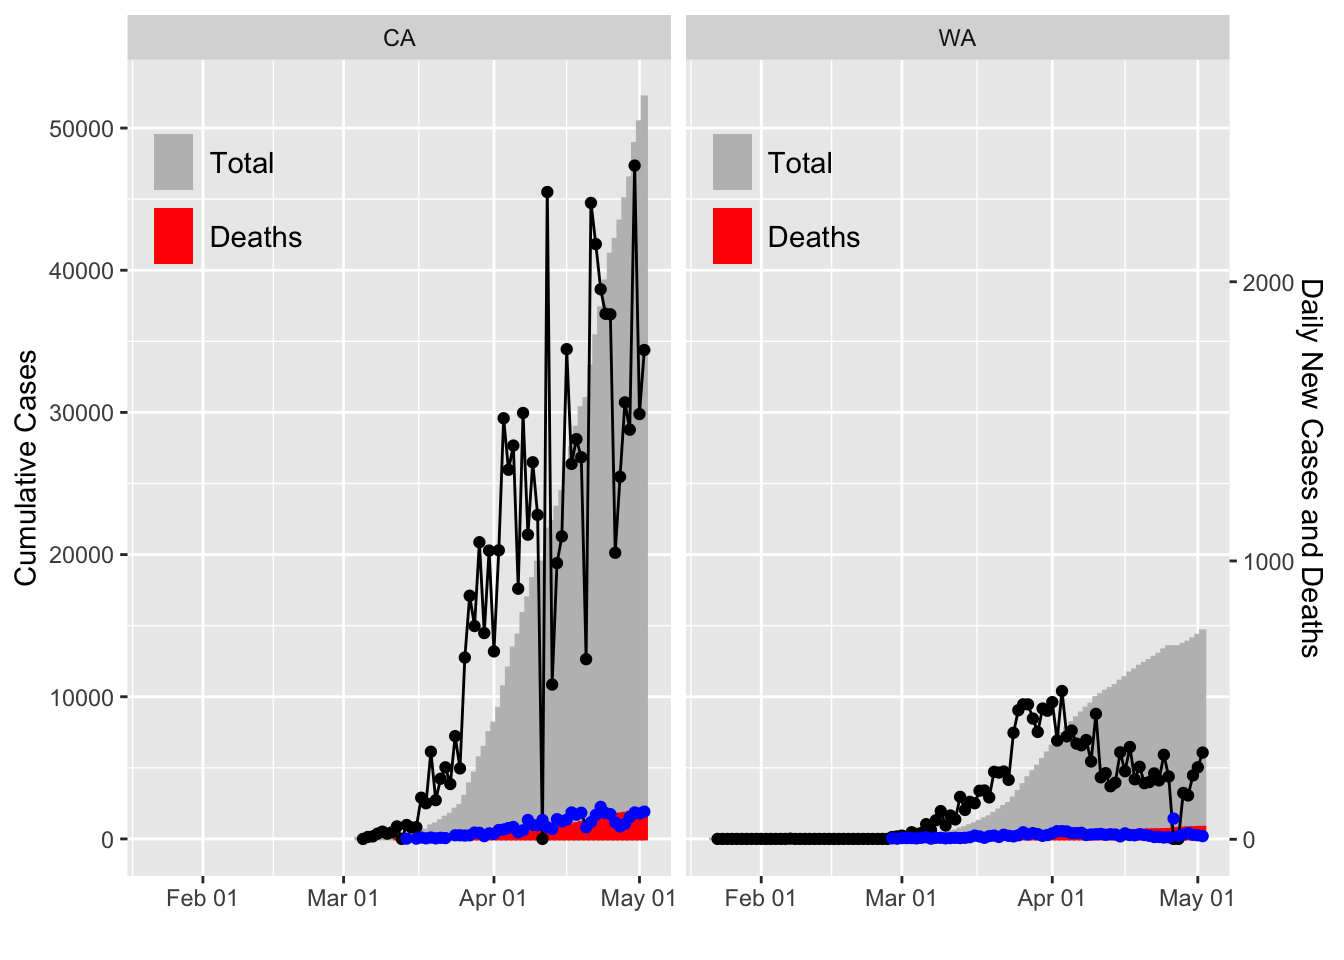 CA
WA
50000
40000
30000
20000
10000
0
Cumulative Cases
Total
Deaths
Total
Deaths
2000
1000
0
Daily New Cases and Deaths
Feb 01
Mar 01
Apr 01
May 01
Feb 01
Mar 01
Apr 01
May 01